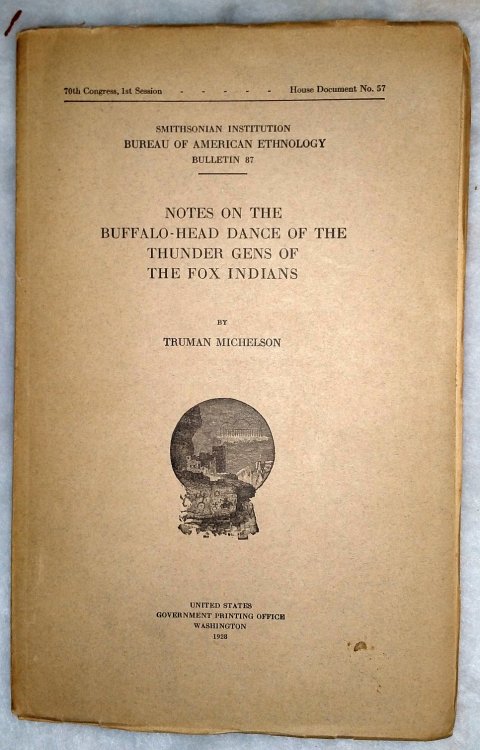 70th Congress, 1st Session - - - - - House Document No. 57
SMITHSONIAN INSTITUTION
BUREAU OF AMERICAN ETHNOLOGY
BULLETIN 87
NOTES ON THE
BUFFALO-HEAD DANCE OF THE
THUNDER GENS OF
THE FOX INDIANS
BY
TRUMAN MICHELSON
UNITED STATES
GOVERNMENT PRINTING OFFICE
WASHINGTON
1928